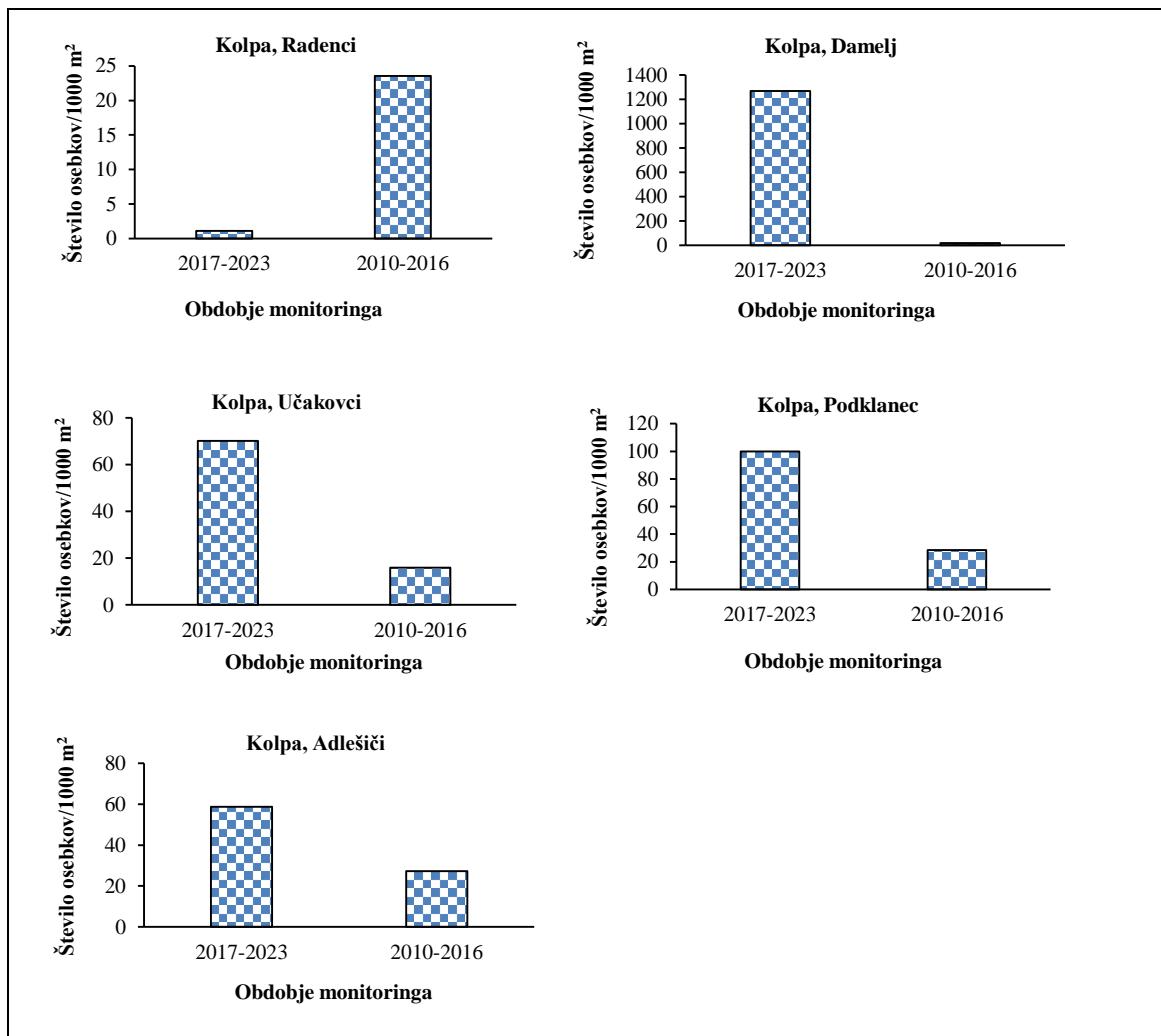 Kolpa, Radenci
Število osebkov/1000 m²
25
20
15
10
5
0
2017-2023 2010-2016
Obdobje monitoringa
Kolpa, Damelj
Število osebkov/1000 m²
1400
1200
1000
800
600
400
200
0
2017-2023 2010-2016
Obdobje monitoringa
Kolpa, Učakovci
Število osebkov/1000 m²
80
60
40
20
0
2017-2023 2010-2016
Obdobje monitoringa
Kolpa, Podklanec
Število osebkov/1000 m²
120
100
80
60
40
20
0
2017-2023 2010-2016
Obdobje monitoringa
Kolpa, Adlešiči
Število osebkov/1000 m²
80
60
40
20
0
2017-2023 2010-2016
Obdobje monitoringa